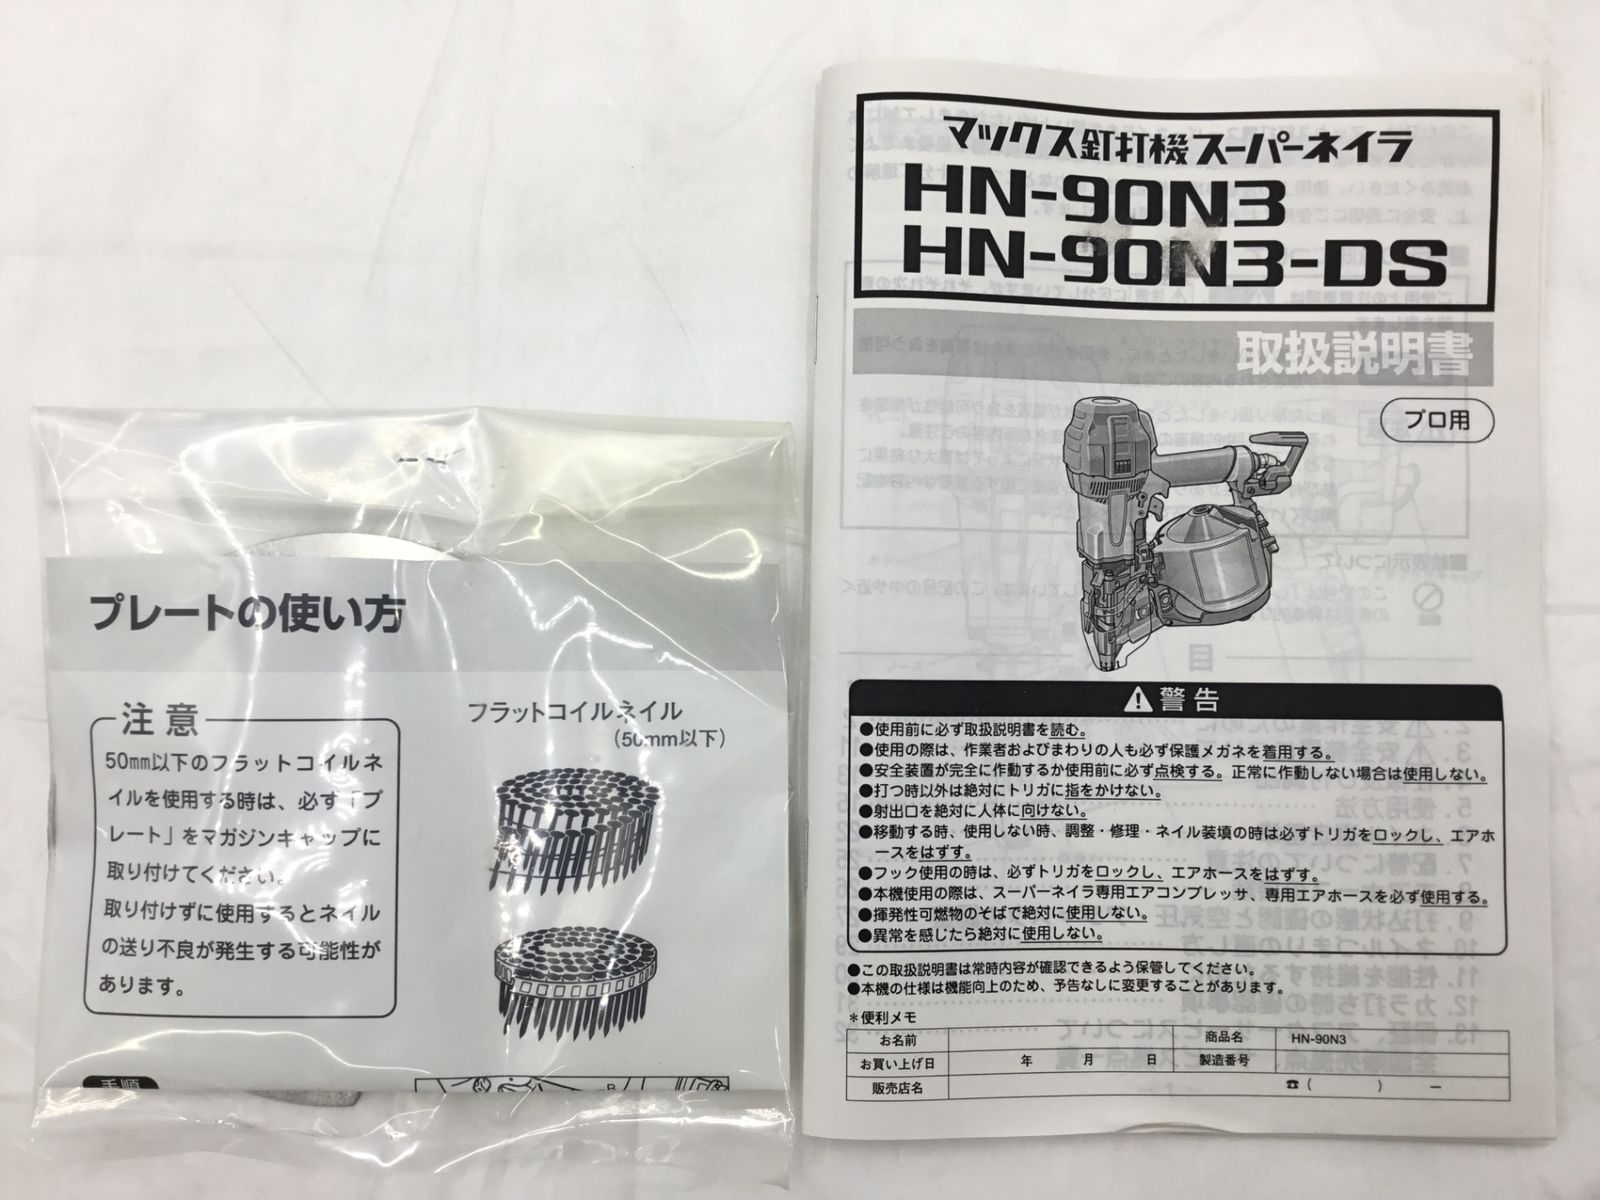 プレートの使い方
注意
50mm以下のフラットコイルネ
イルを使用する時は、必ず「プ
レート」をマガジンキャップに
取り付けてください。
取り付けずに使用するとネイル
の送り不良が発生する可能性が
あります。
フラットコイルネイル
(50mm以下)
手順
マックス釘打機スーパーネイラ
HN-90N3
HN-90N3-DS
取扱説明書
プロ用
警告
●使用前に必ず取扱説明書を読む。
●使用の際は、作業者およびまわりの人も必ず保護メガネを着用する。
●安全装置が完全に作動するか使用前に必ず点検する。正常に作動しない場合は使用しない。
●打つ時以外は絶対にトリガに指をかけない。
●射出口を絶対に人体に向けない。
●移動する時、使用しない時、調整・修理・ネイル装填の時は必ずトリガをロックし、エアホ
ースをはずす。
●フック使用の時は、必ずトリガをロックし、エアホースをはずす。
●本機使用の際は、スーパーネイラ専用エアコンプレッサ、専用エアホースを必ず使用する。
●揮発性可燃物のそばで絶対に使用しない。
●異常を感じたら絶対に使用しない。
●この取扱説明書は常時内容が確認できるよう保管してください。
●本機の仕様は機能向上のため、予告なしに変更することがあります。
＊便利メモ
お名前 商品名 HN-90N3
お買い上げ日 年 月 日 製造番号
販売店名 ☎( ) －